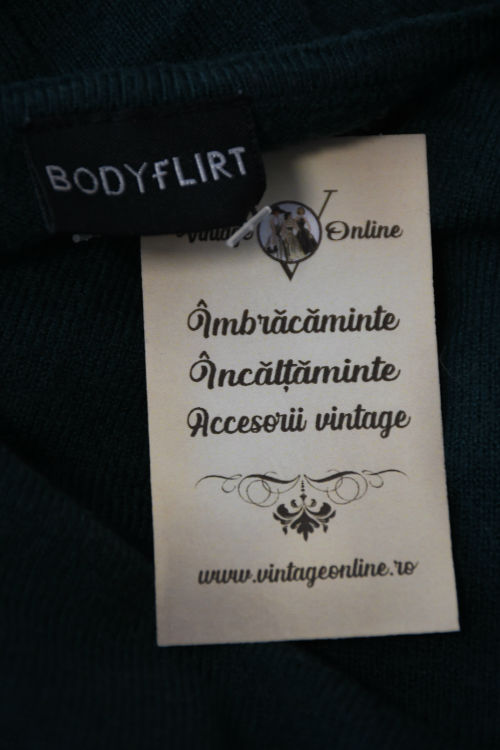 BODYFLIRT
Vintage Online
Îmbrăcăminte
Încălțăminte
Accesorii vintage
www.vintageonline.ro